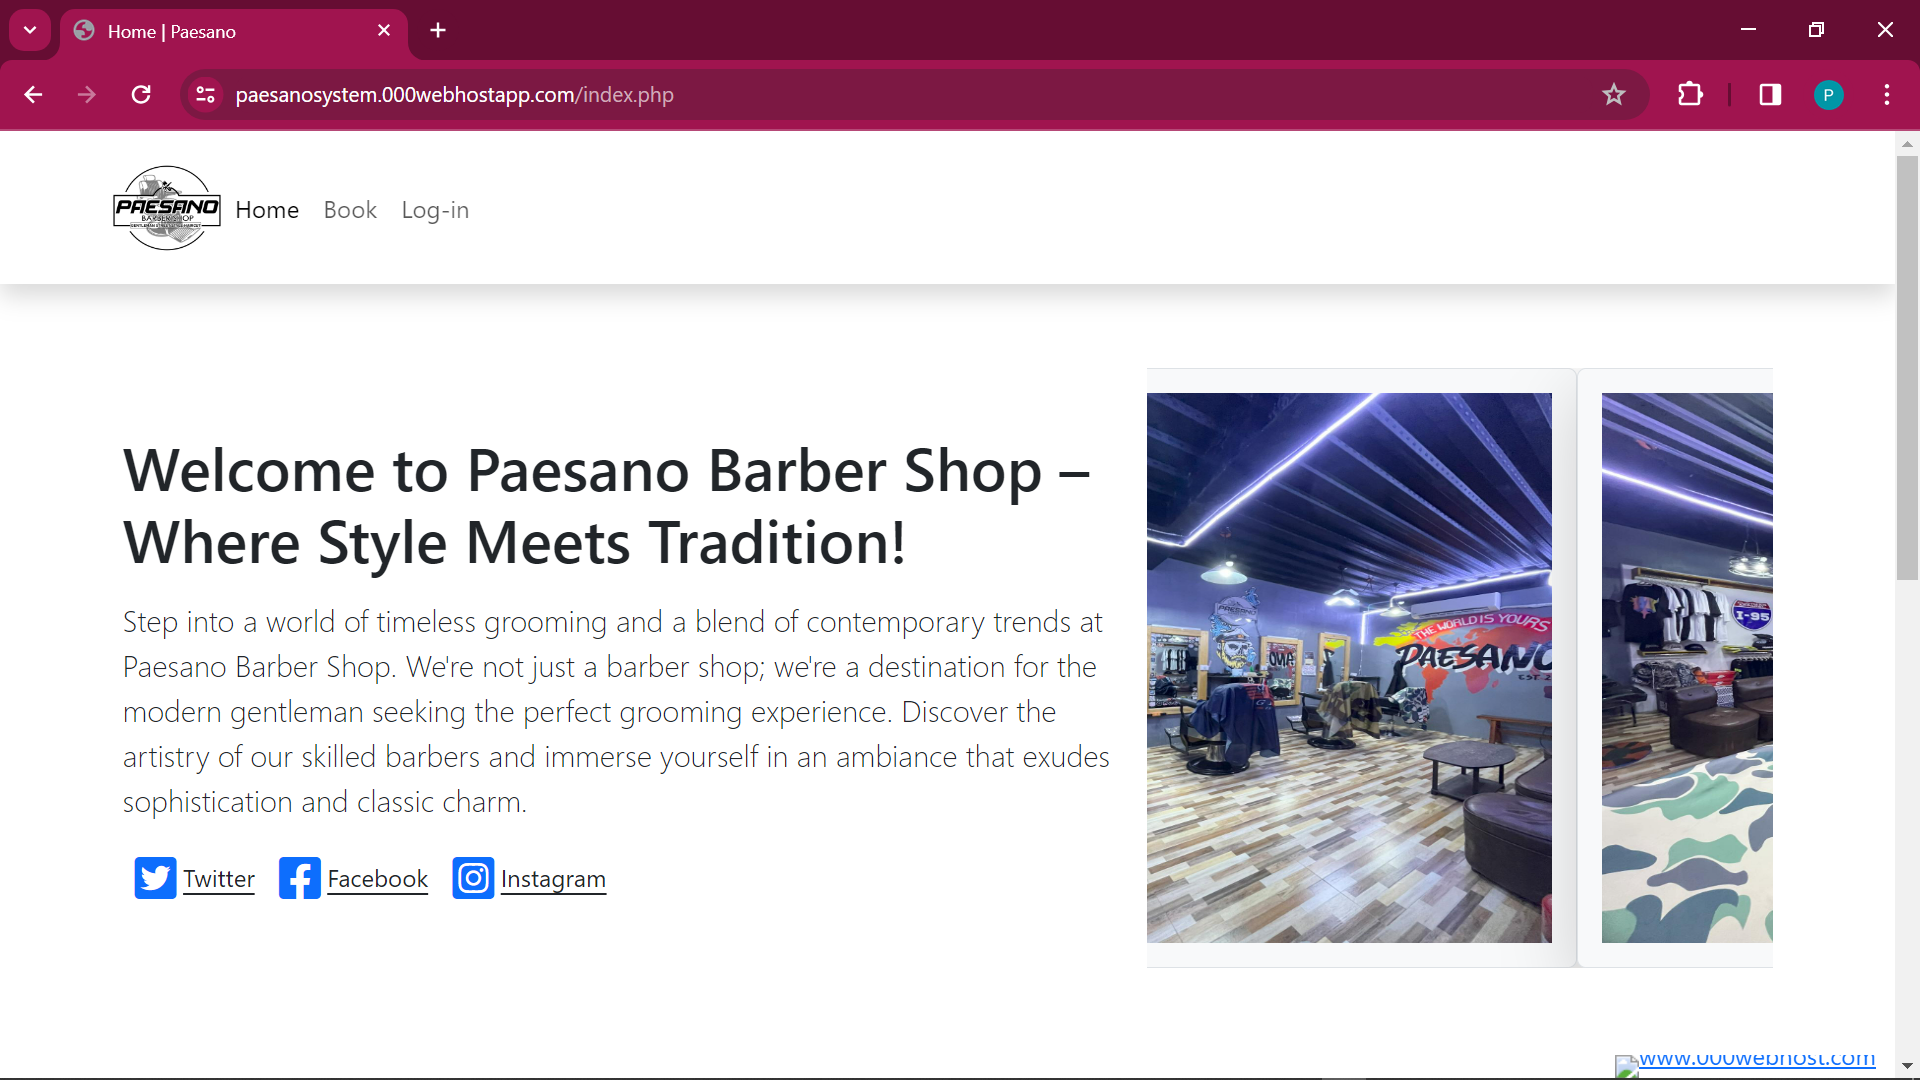 Home | Paesano
paesanosystem.000webhostapp.com/index.php
P
PAESANO
BARBER SHOP
Home Book Log-in
Welcome to Paesano Barber Shop –
Where Style Meets Tradition!
Step into a world of timeless grooming and a blend of contemporary trends at
Paesano Barber Shop. We're not just a barber shop; we're a destination for the
modern gentleman seeking the perfect grooming experience. Discover the
artistry of our skilled barbers and immerse yourself in an ambiance that exudes
sophistication and classic charm.
Twitter Facebook Instagram
PAESANO
THE WORLD IS YOURS
PAESANO
I-95
www.000webhost.com